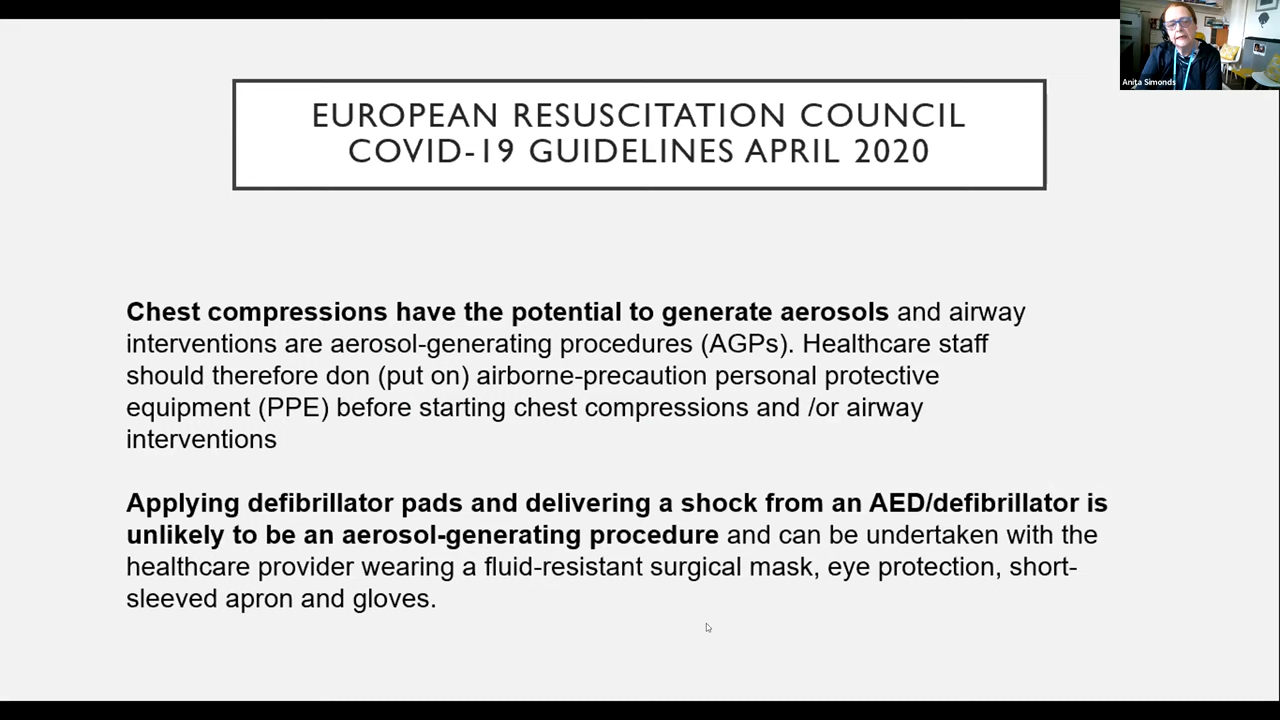 EUROPEAN RESUSCITATION COUNCIL
COVID-19 GUIDELINES APRIL 2020
Anita Simonds
Chest compressions have the potential to generate aerosols and airway
interventions are aerosol-generating procedures (AGPs). Healthcare staff
should therefore don (put on) airborne-precaution personal protective
equipment (PPE) before starting chest compressions and /or airway
interventions
Applying defibrillator pads and delivering a shock from an AED/defibrillator is
unlikely to be an aerosol-generating procedure and can be undertaken with the
healthcare provider wearing a fluid-resistant surgical mask, eye protection, short-
sleeved apron and gloves.